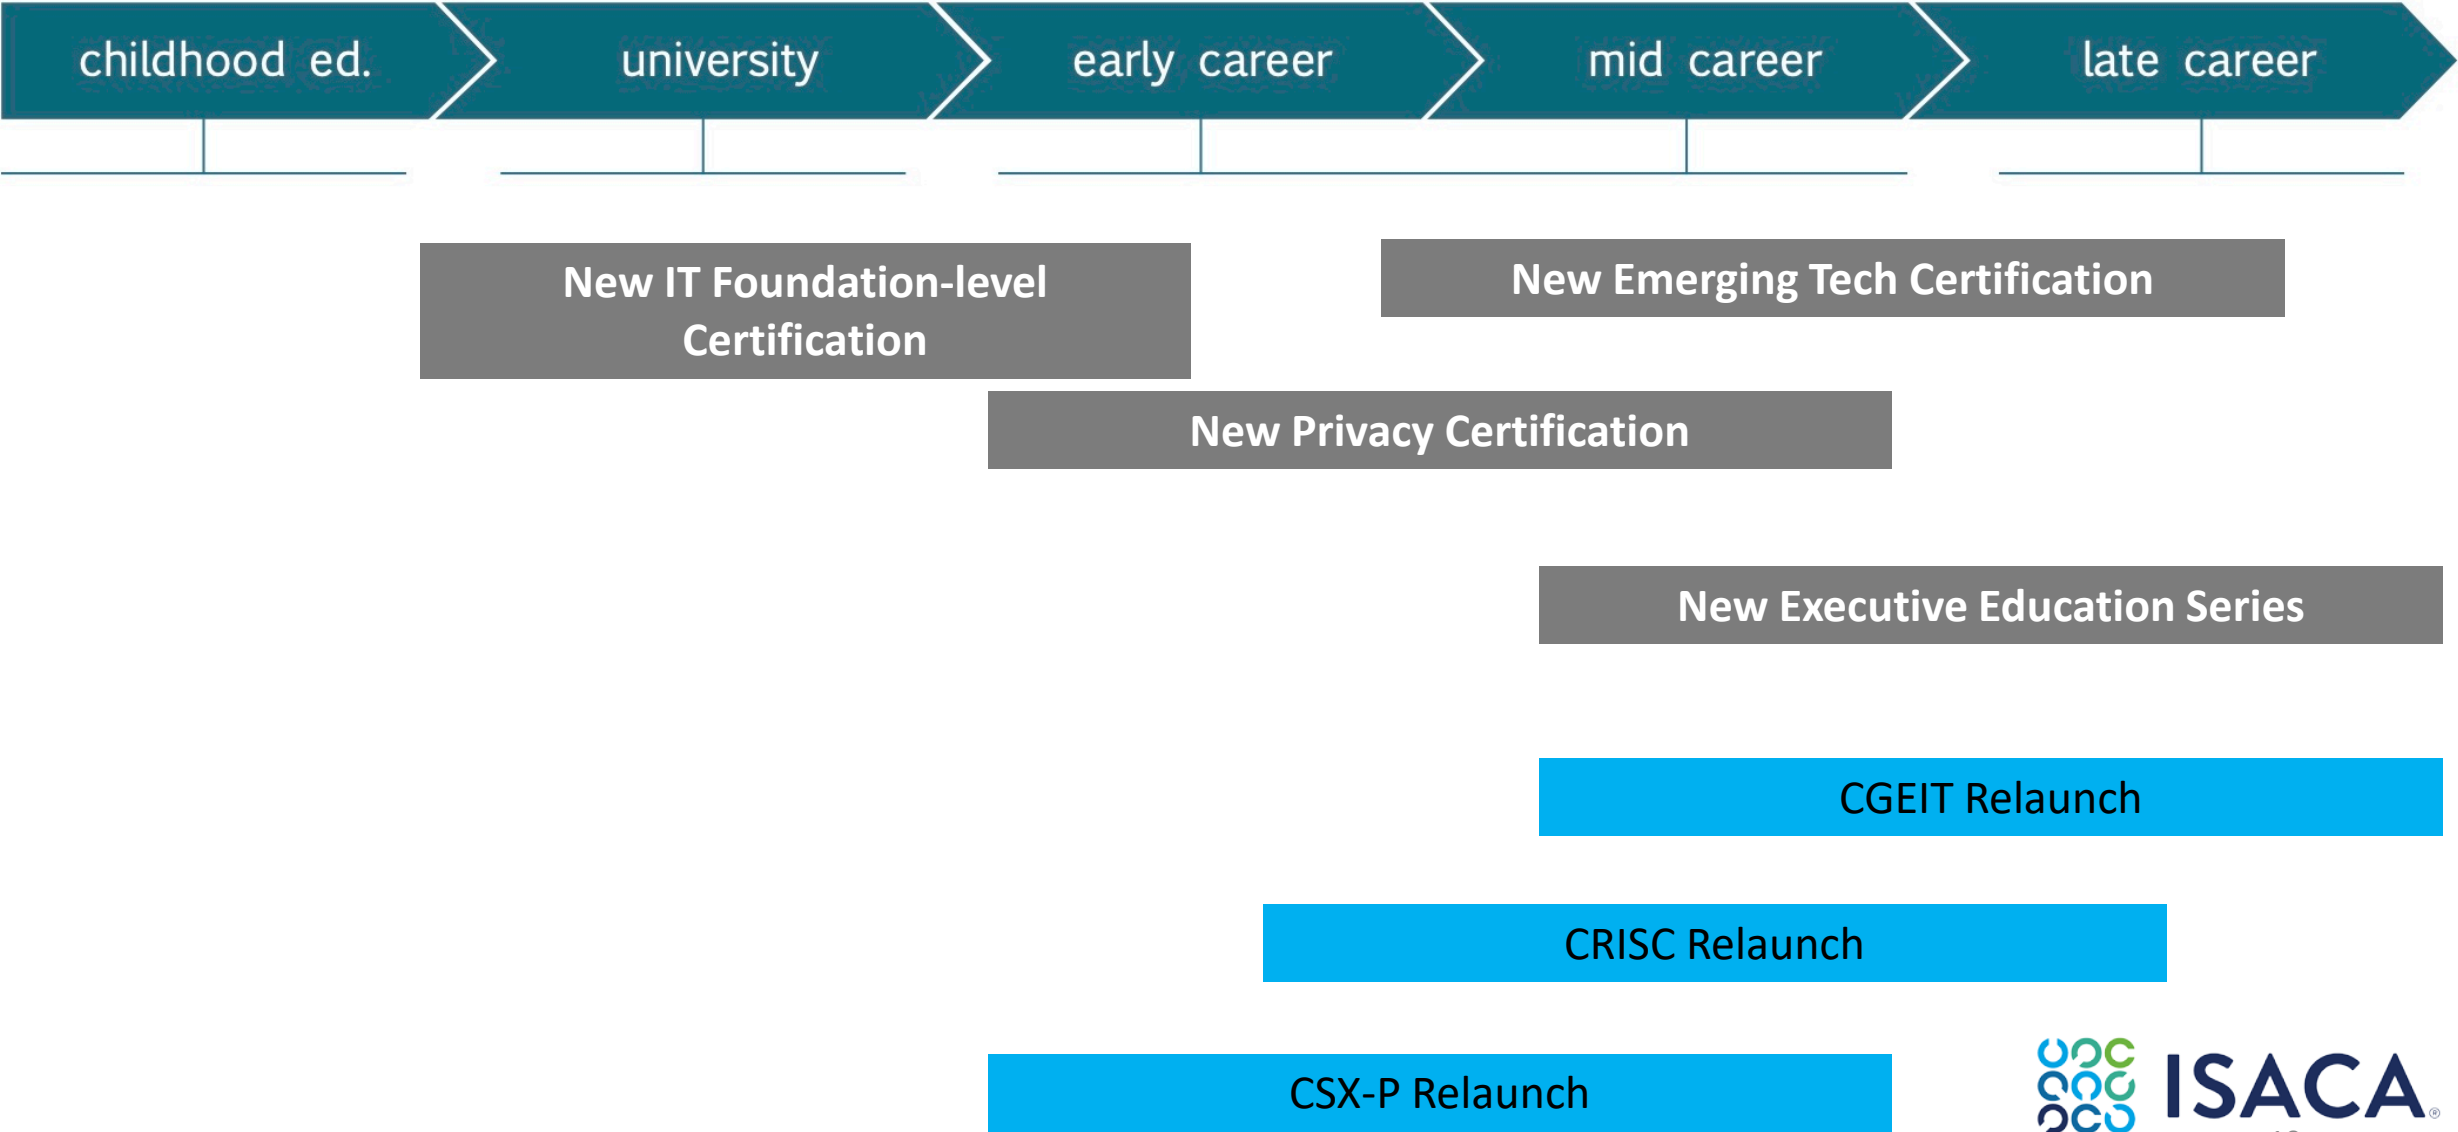 childhood ed.
university
early career
mid career
late career
New IT Foundation-level
Certification
New Emerging Tech Certification
New Privacy Certification
New Executive Education Series
CGEIT Relaunch
CRISC Relaunch
CSX-P Relaunch
ISACA®